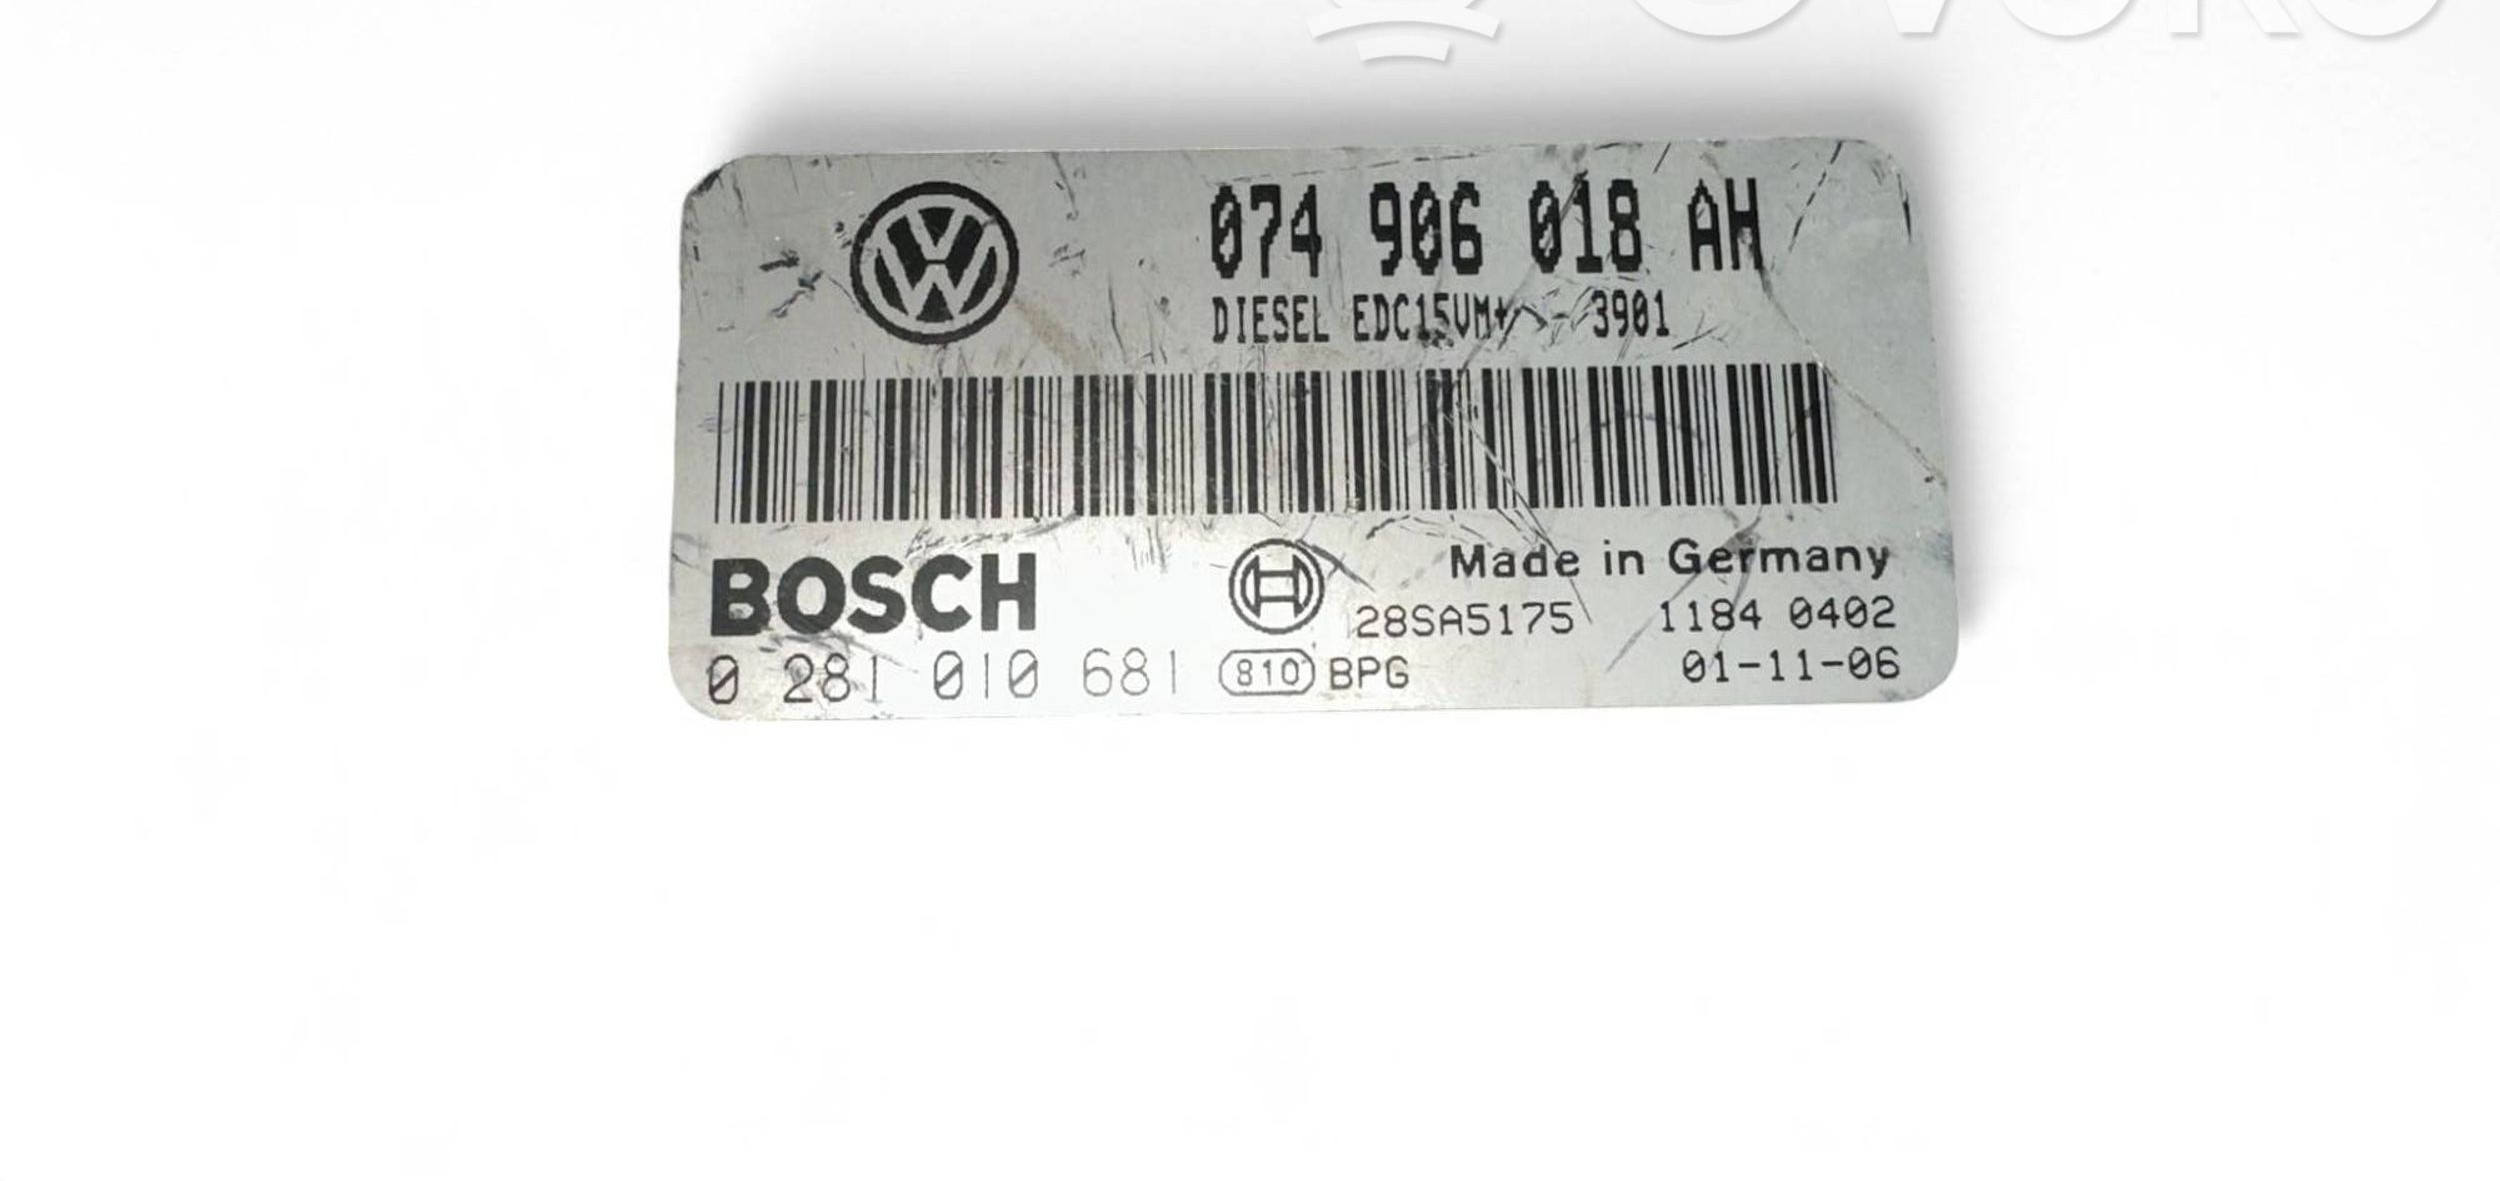 074 906 018 AH
DIESEL EDC15VM+ 3901
BOSCH
Made in Germany
28SA5175 1184 0402
0 281 010 681 810 BPG 01-11-06